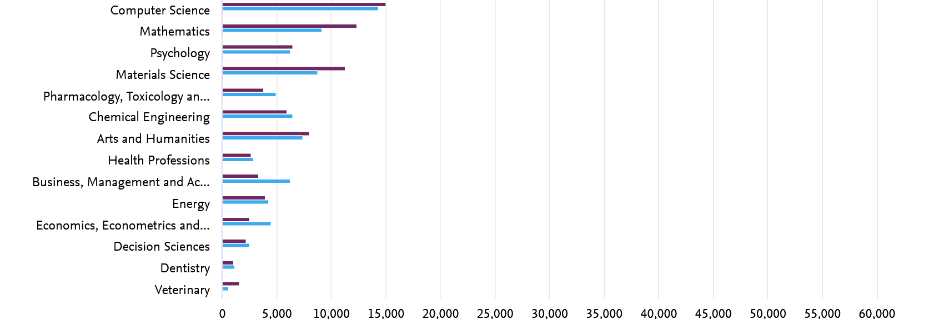 Computer Science
Mathematics
Psychology
Materials Science
Pharmacology, Toxicology an...
Chemical Engineering
Arts and Humanities
Health Professions
Business, Management and Ac...
Energy
Economics, Econometrics and...
Decision Sciences
Dentistry
Veterinary
0 5,000 10,000 15,000 20,000 25,000 30,000 35,000 40,000 45,000 50,000 55,000 60,000